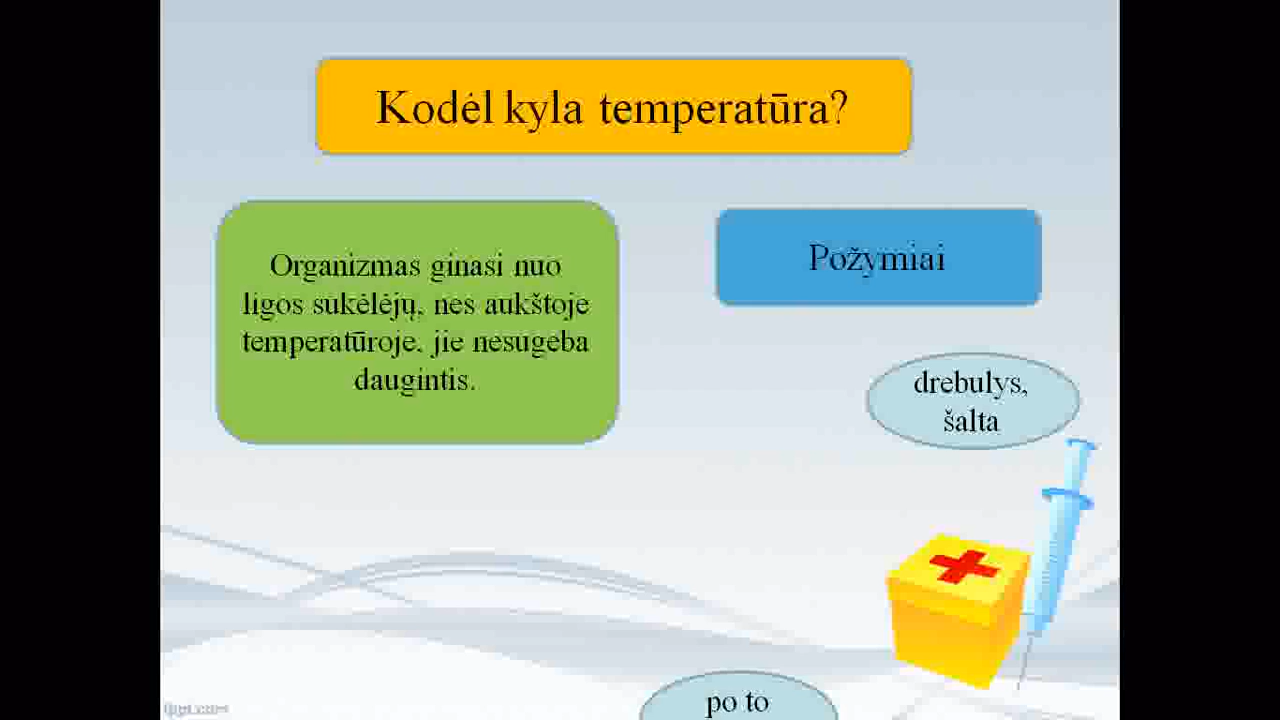 Kodėl kyla temperatūra?
Organizmas ginasi nuo
ligos sukėlėjų, nes aukštoje
temperatūroje, jie nesugeba
daugintis.
Požymiai
drebulys,
šalta
po to